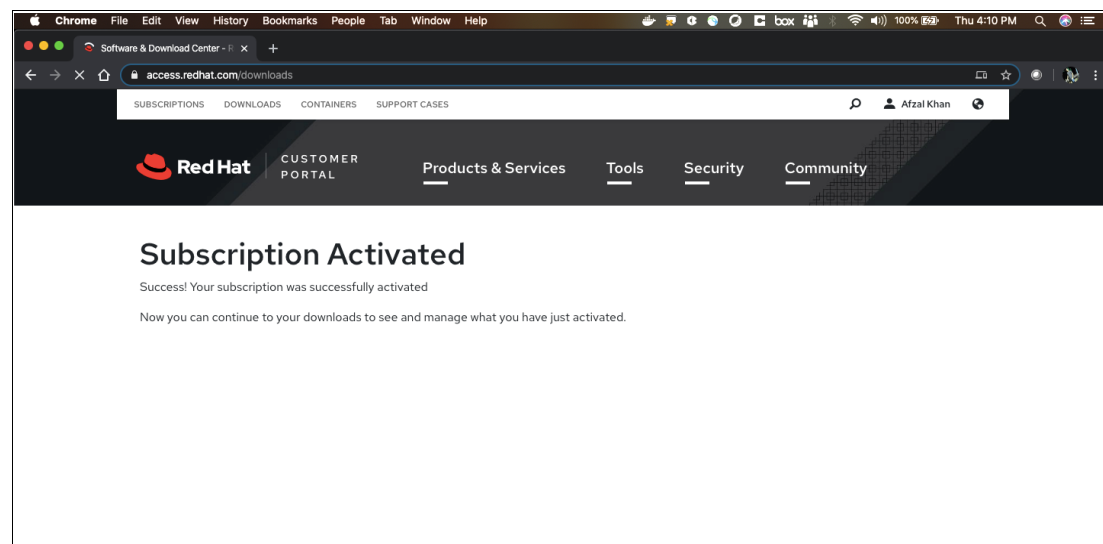 Chrome File Edit View History Bookmarks People Tab Window Help box 100% Thu 4:10 PM
Software & Download Center - R
access.redhat.com/downloads
SUBSCRIPTIONS DOWNLOADS CONTAINERS SUPPORT CASES Afzal Khan
Red Hat CUSTOMER PORTAL Products & Services Tools Security Community
Subscription Activated
Success! Your subscription was successfully activated
Now you can continue to your downloads to see and manage what you have just activated.